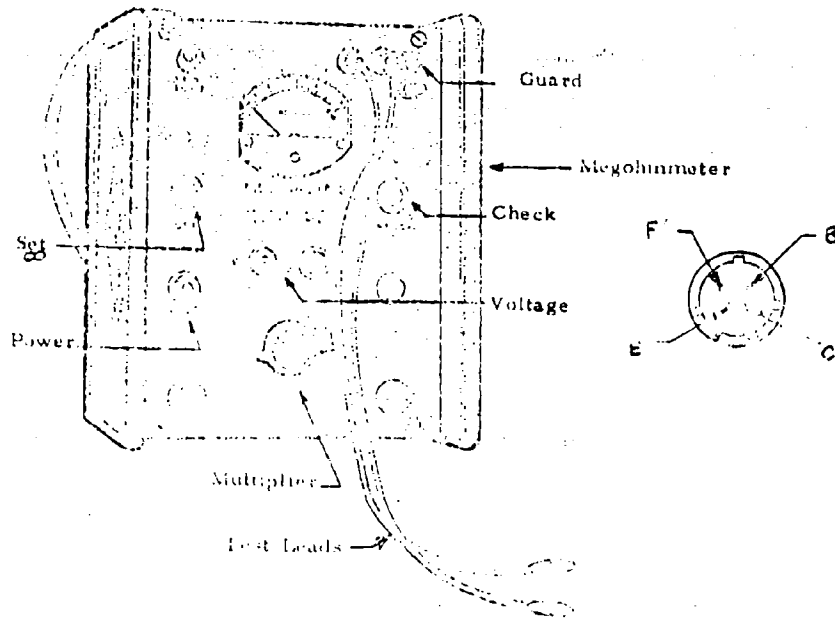 Guard
Megohmmeter
Check
Set
∞
F
B
Voltage
Power
E
C
Multiplier
Test Leads